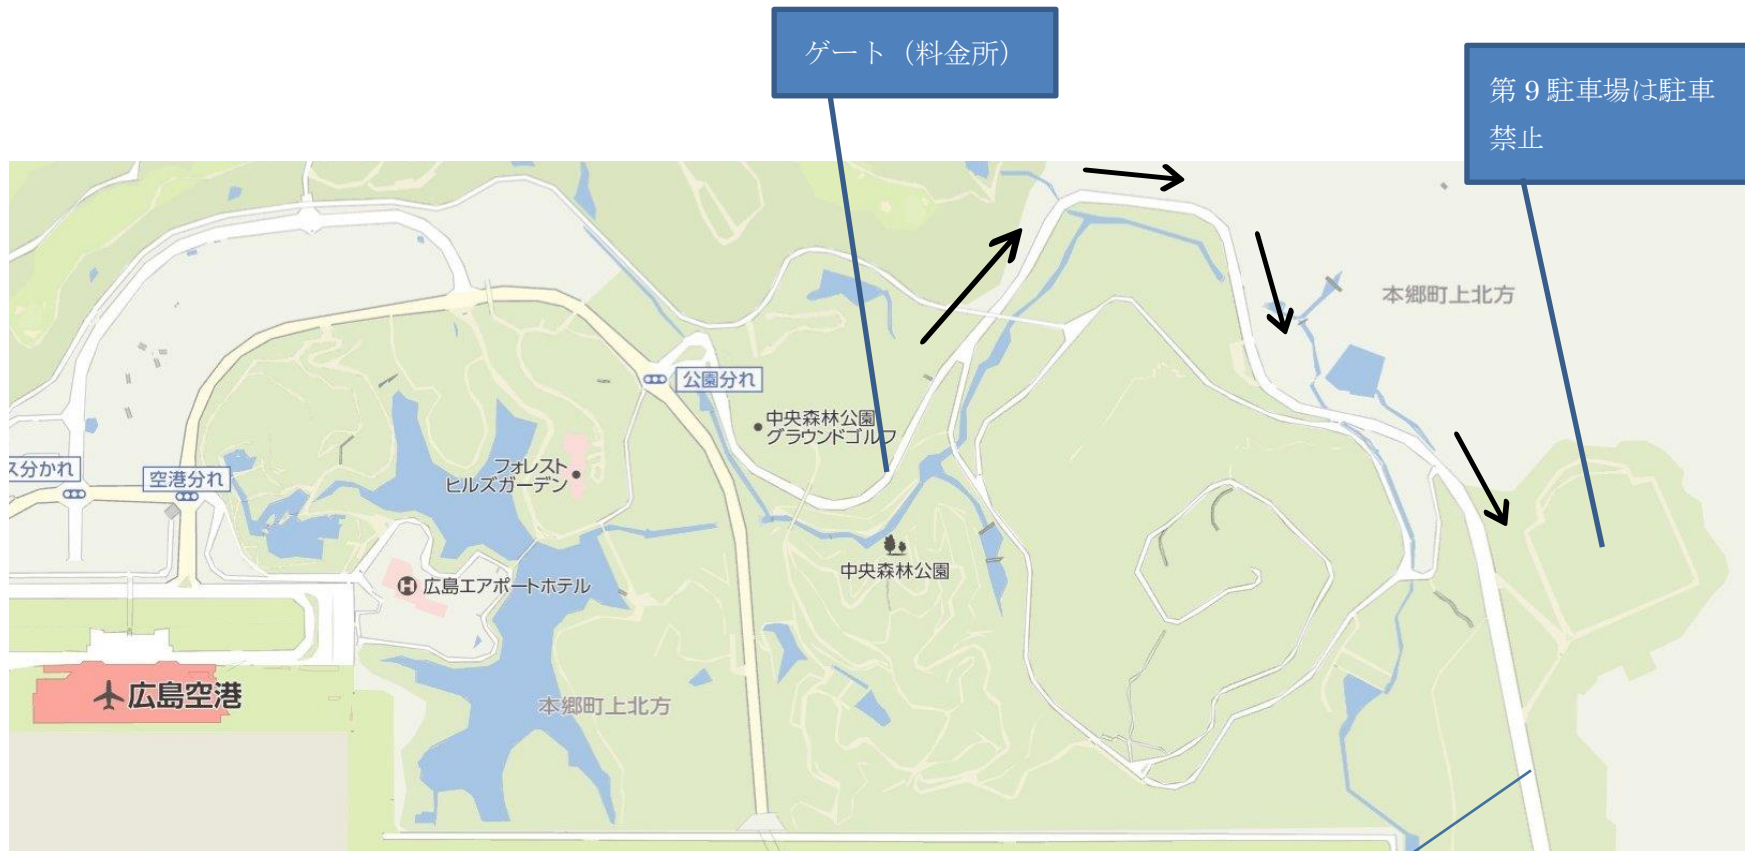 ゲート（料金所）
第 9 駐車場は駐車
禁止
本郷町上北方
公園分れ
中央森林公園
グラウンドゴルフ
フォレスト
ヒルズガーデン
ス分かれ
空港分れ
中央森林公園
H 広島エアポートホテル
広島空港
本郷町上北方